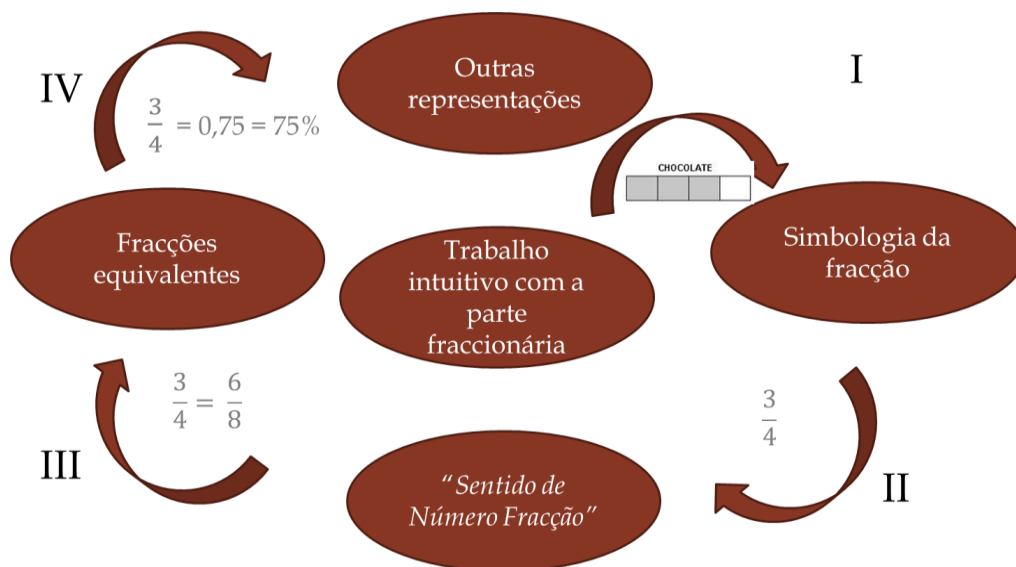 IV
I
Outras
representações
3/4 = 0,75 = 75%
CHOCOLATE
Fracções
equivalentes
Trabalho
intuitivo com a
parte
fraccionária
Simbologia da
fracção
3/4 = 6/8
3/4
III
II
“Sentido de
Número Fracção”